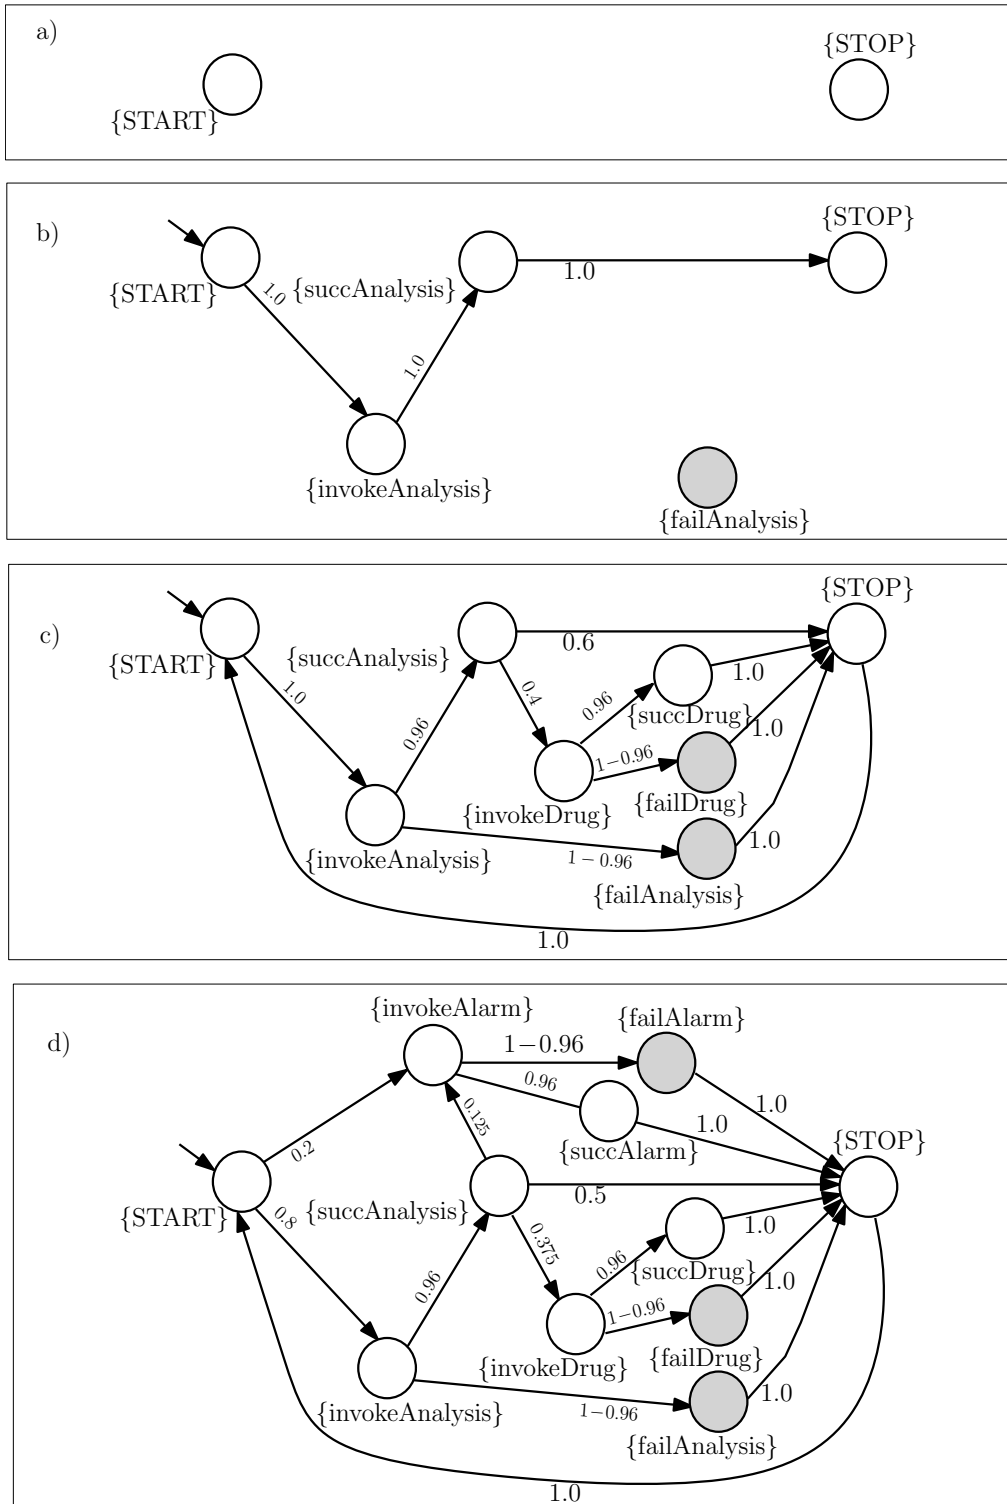 a)
{STOP}
{START}
b)
{STOP}
{START}
1.0
{succAnalysis}
1.0
1.0
{invokeAnalysis}
{failAnalysis}
c)
{STOP}
{START}
{succAnalysis}
0.6
1.0
1.0
0.4
0.96
{succDrug}
1.0
0.96
1−0.96
{invokeDrug}
{failDrug}
1.0
{invokeAnalysis}
1 − 0.96
{failAnalysis}
1.0
d)
{invokeAlarm}
{failAlarm}
1−0.96
0.96
1.0
0.125
1.0
{succAlarm}
{STOP}
0.2
0.5
{START}
{succAnalysis}
0.8
0.375
1.0
0.96
{succDrug}
0.96
1.0
1−0.96
{invokeDrug}
{failDrug}
1.0
{invokeAnalysis}
1−0.96
{failAnalysis}
1.0